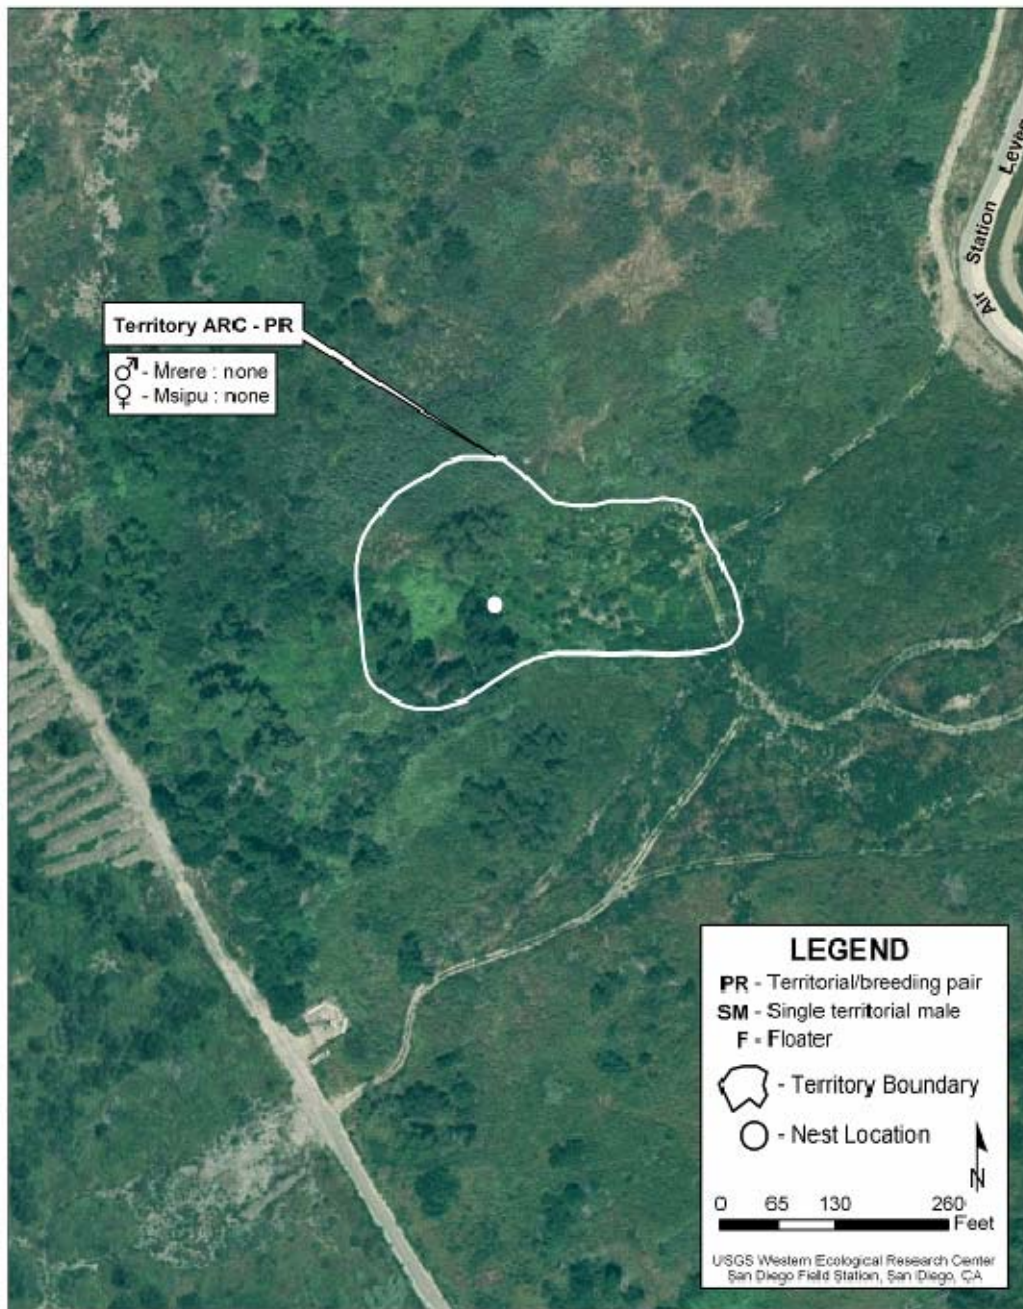 Air Station Levee
Territory ARC - PR
♂ - Mrere : none
♀ - Msipu : none
LEGEND
PR - Territorial/breeding pair
SM - Single territorial male
F - Floater
- Territory Boundary
- Nest Location
N
0 65 130 260
Feet
USGS Western Ecological Research Center
San Diego Field Station, San Diego, CA